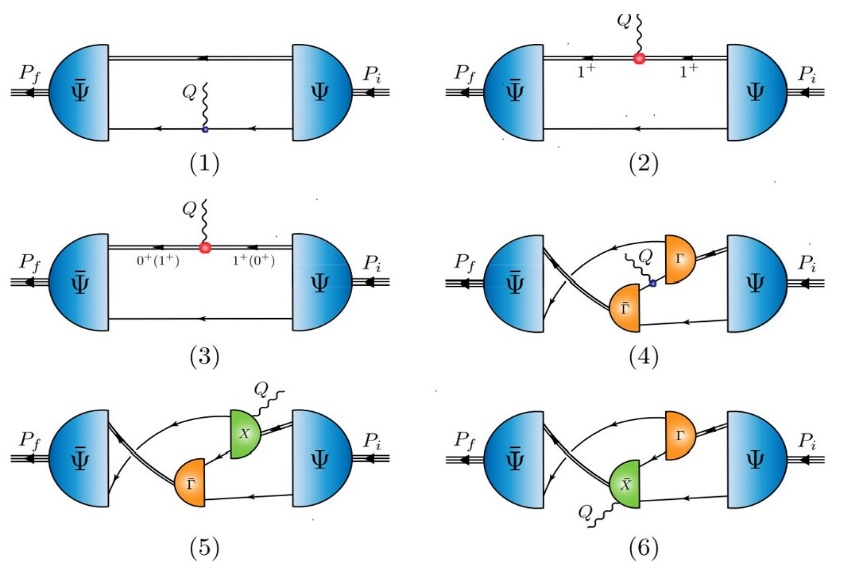 Q
P_f Ψ̄ Q Ψ P_i
(1)
P_f Ψ̄ 1⁺ 1⁺ Ψ P_i
(2)
Q
P_f Ψ̄ 0⁺(1⁺) 1⁺(0⁺) Ψ P_i
(3)
P_f Ψ̄ Q Γ Γ̄ Ψ P_i
(4)
Q
P_f Ψ̄ X Γ̄ Ψ P_i
(5)
P_f Ψ̄ Γ X̄ Ψ P_i
Q
(6)